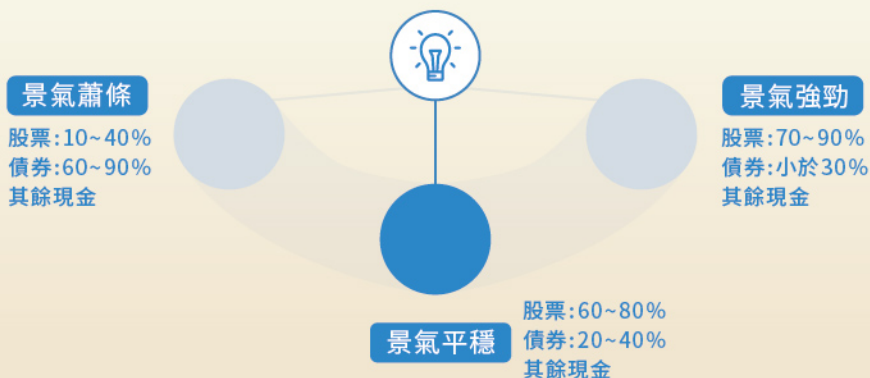 景氣蕭條
股票:10~40%
債券:60~90%
其餘現金
景氣強勁
股票:70~90%
債券:小於30%
其餘現金
景氣平穩
股票:60~80%
債券:20~40%
其餘現金